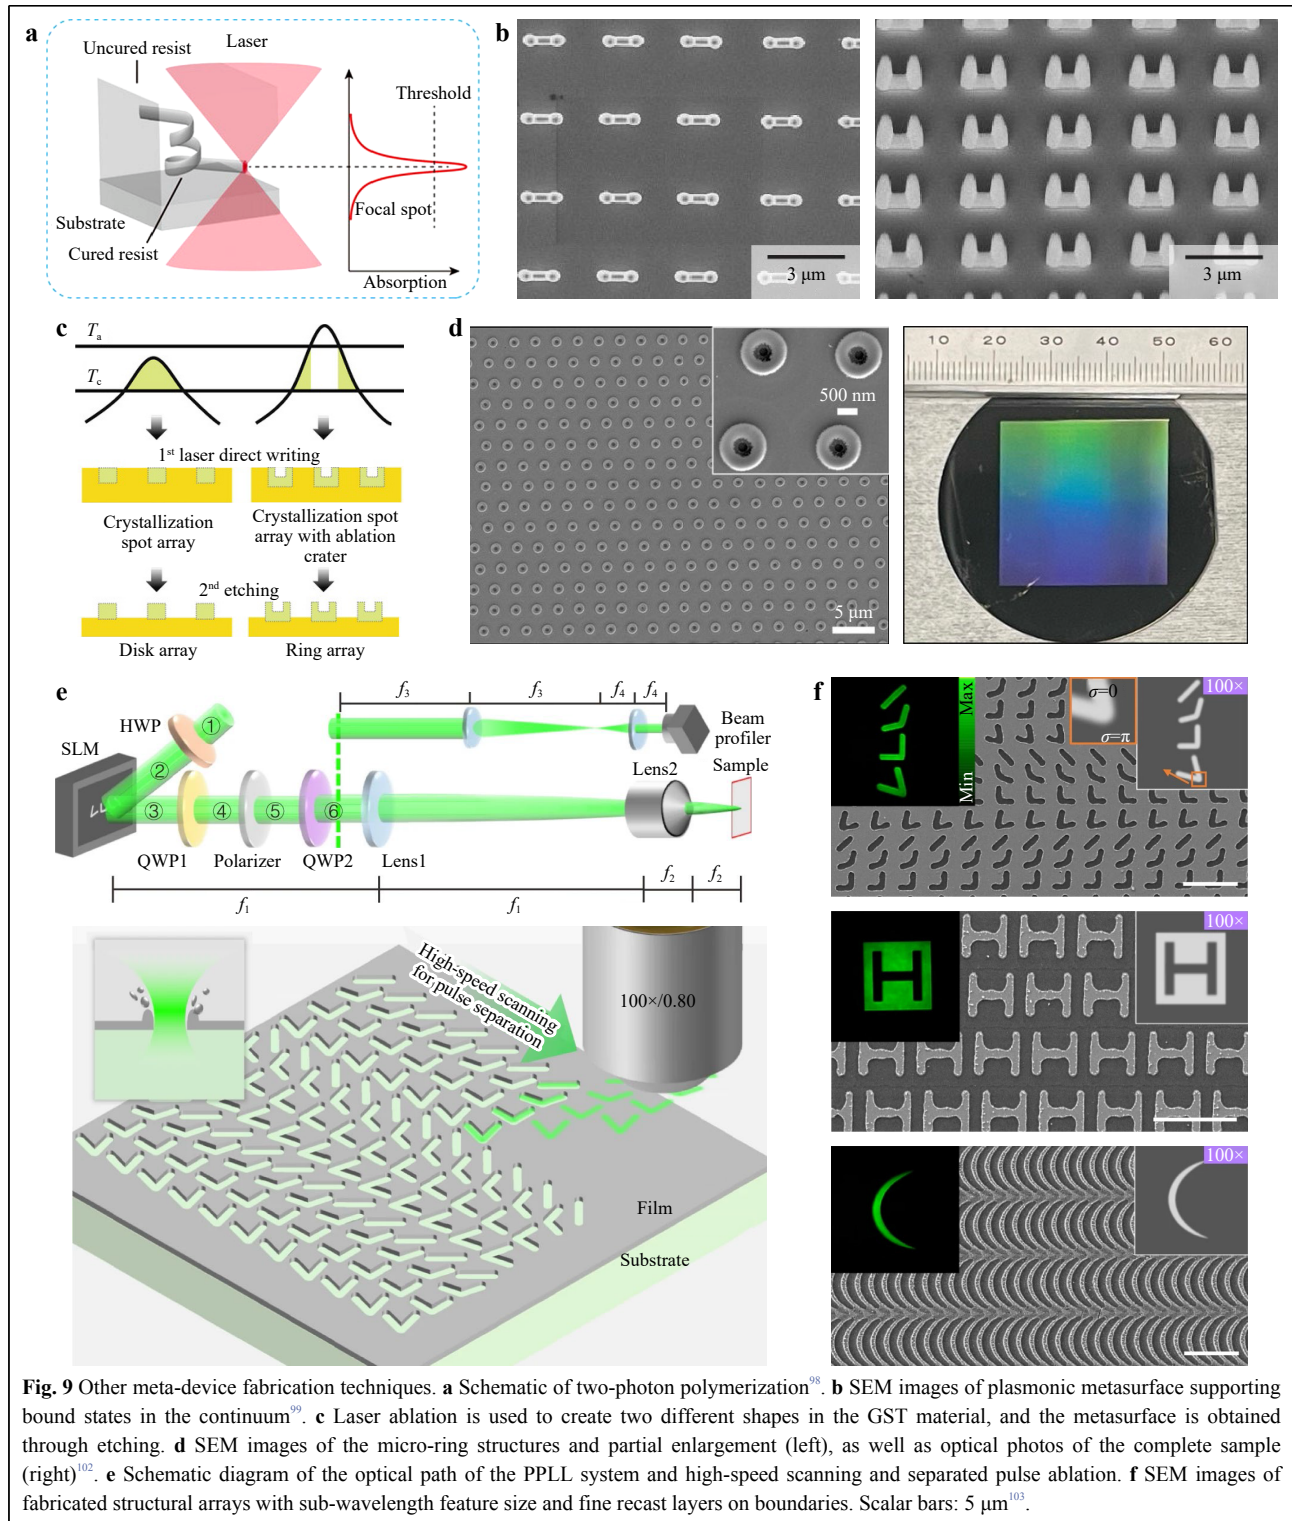 a
Uncured resist
Laser
Threshold
Substrate
Cured resist
Focal spot
Absorption
b
3 μm
3 μm
c
Ta
Tc
1st laser direct writing
Crystallization
spot array
Crystallization spot
array with ablation
crater
2nd etching
Disk array
Ring array
d
500 nm
5 μm
10 20 30 40 50 60
e
HWP
SLM
①
②
③
④
⑤
⑥
f3
f3
f4
f4
Beam
profiler
Lens2
Sample
QWP1
Polarizer
QWP2
Lens1
f1
f1
f2
f2
High-speed scanning
for pulse separation
100×/0.80
Film
Substrate
f
Max
Min
σ=0
σ=π
100×
100×
100×
Fig. 9 Other meta-device fabrication techniques. a Schematic of two-photon polymerization98. b SEM images of plasmonic metasurface supporting
bound states in the continuum99. c Laser ablation is used to create two different shapes in the GST material, and the metasurface is obtained
through etching. d SEM images of the micro-ring structures and partial enlargement (left), as well as optical photos of the complete sample
(right)102. e Schematic diagram of the optical path of the PPLL system and high-speed scanning and separated pulse ablation. f SEM images of
fabricated structural arrays with sub-wavelength feature size and fine recast layers on boundaries. Scalar bars: 5 μm103.